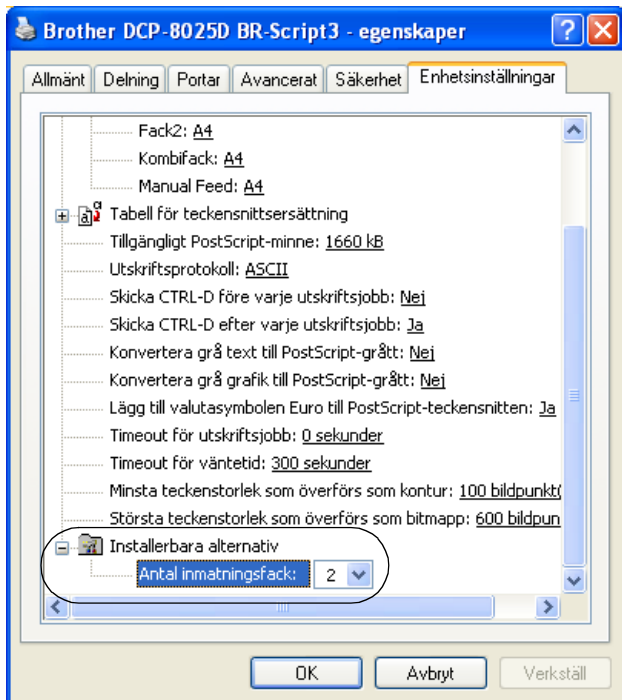 Brother DCP-8025D BR-Script3 - egenskaper
Allmänt Delning Portar Avancerat Säkerhet Enhetsinställningar
Fack2: A4
Kombifack: A4
Manual Feed: A4
Tabell för teckensnittsersättning
Tillgängligt PostScript-minne: 1660 kB
Utskriftsprotokoll: ASCII
Skicka CTRL-D före varje utskriftsjobb: Nej
Skicka CTRL-D efter varje utskriftsjobb: Ja
Konvertera grå text till PostScript-grått: Nej
Konvertera grå grafik till PostScript-grått: Nej
Lägg till valutasymbolen Euro till PostScript-teckensnitten: Ja
Timeout för utskriftsjobb: 0 sekunder
Timeout för väntetid: 300 sekunder
Minsta teckenstorlek som överförs som kontur: 100 bildpunkt(
Största teckenstorlek som överförs som bitmapp: 600 bildpun
Installerbara alternativ
Antal inmatningsfack: 2
OK Avbryt Verkställ